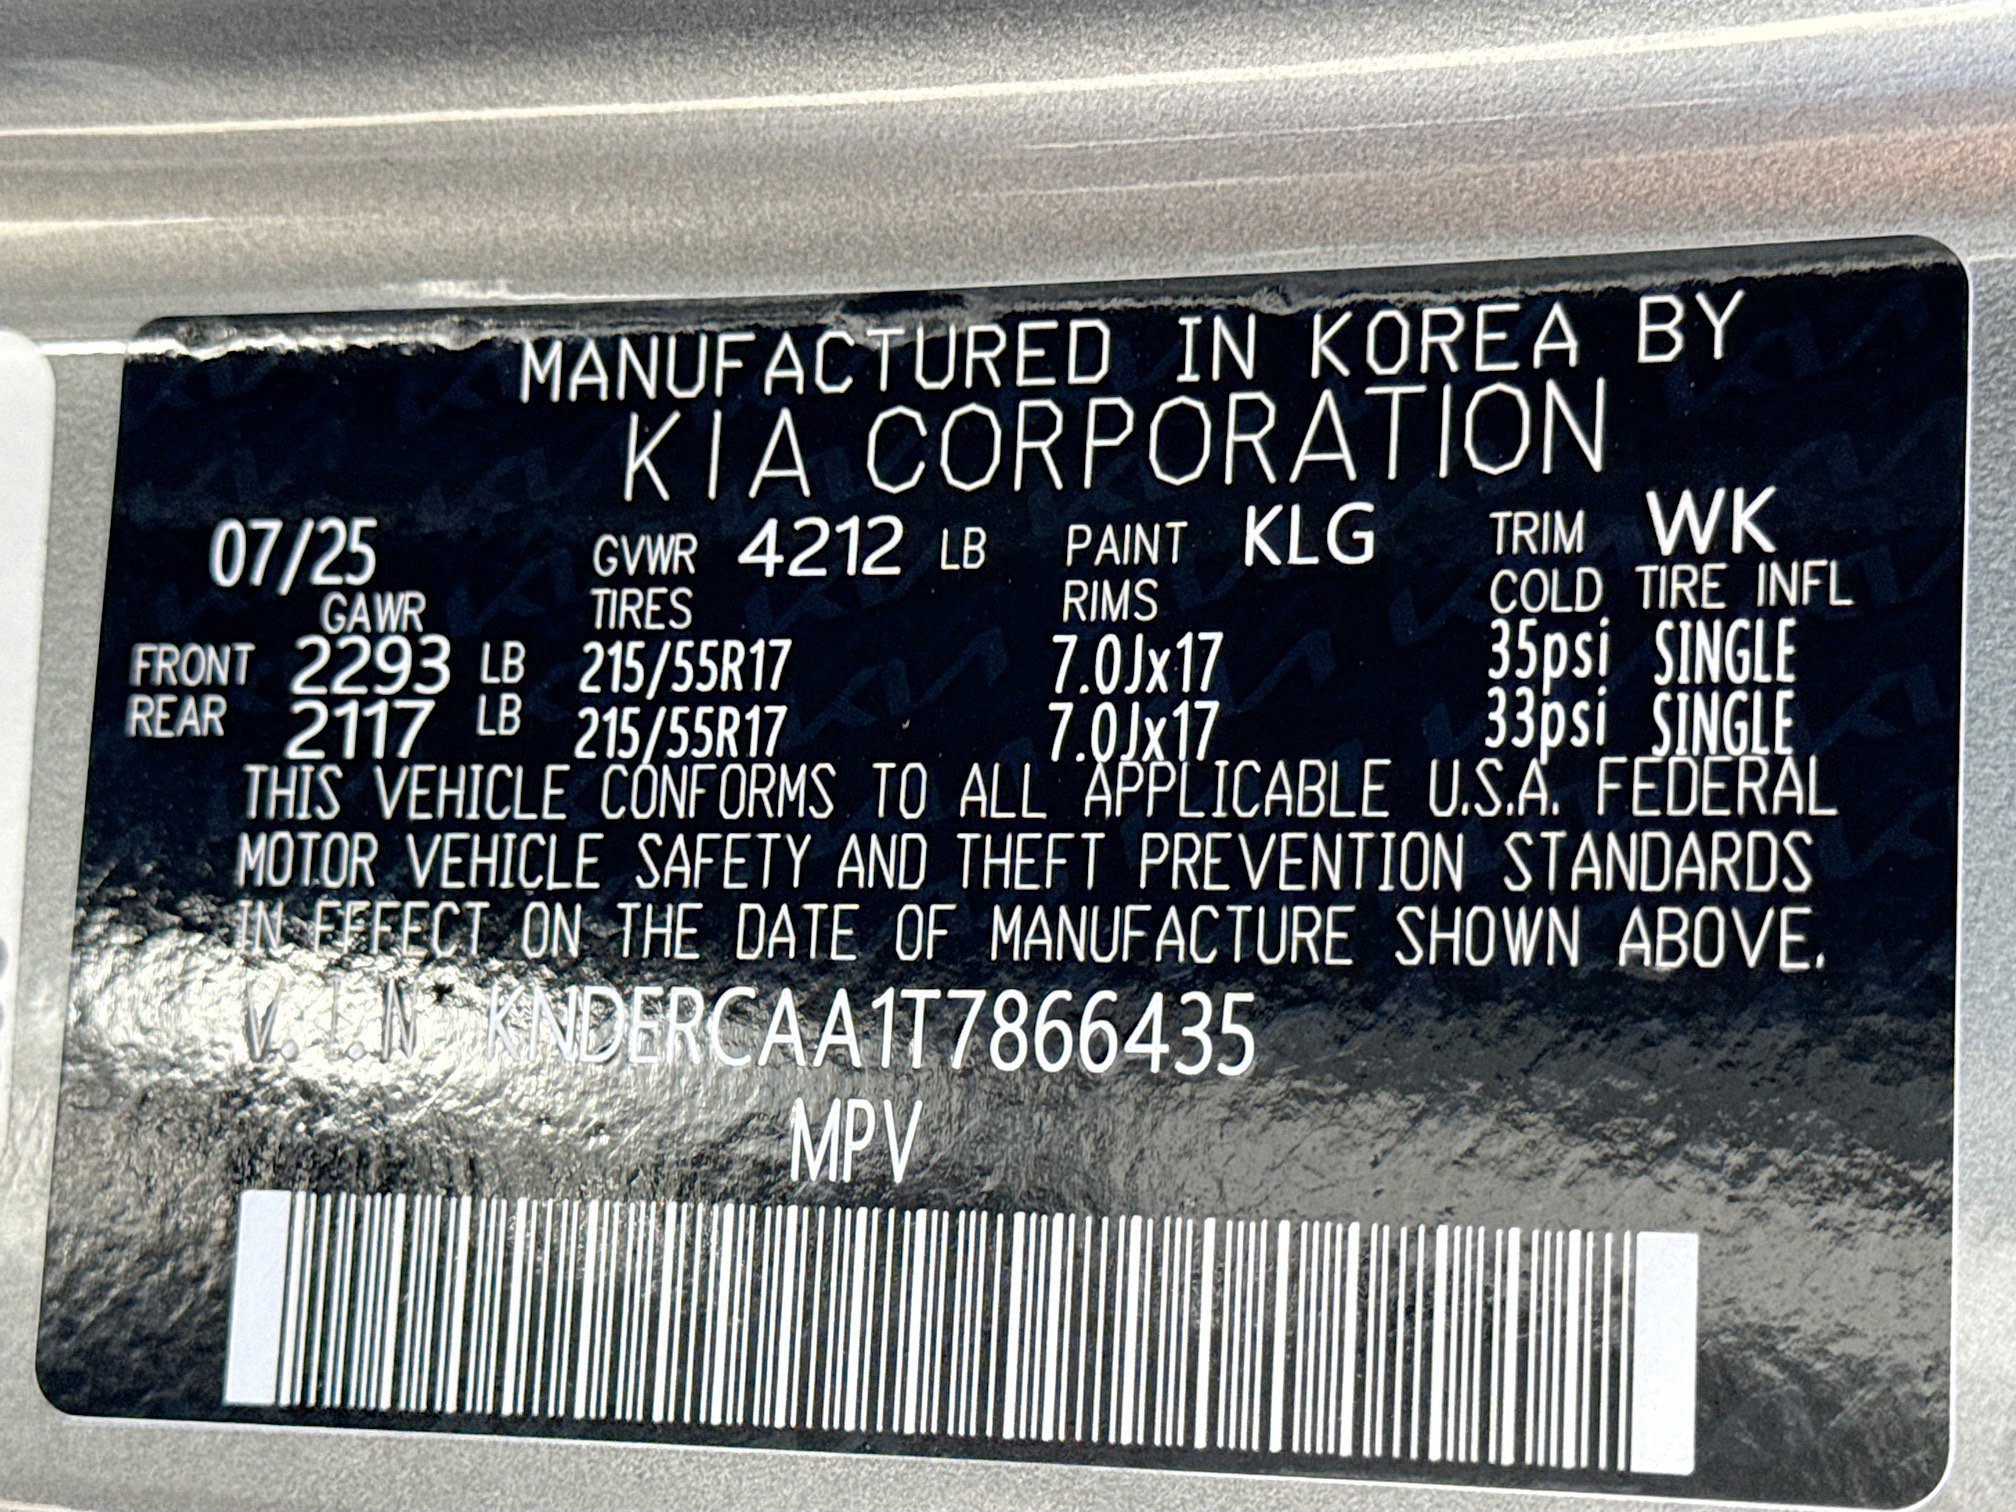 MANUFACTURED IN KOREA BY
KIA CORPORATION
07/25 GVWR 4212 LB PAINT KLG TRIM WK
GAWR TIRES RIMS COLD TIRE INFL
FRONT 2293 LB 215/55R17 7.0Jx17 35psi SINGLE
REAR 2117 LB 215/55R17 7.0Jx17 33psi SINGLE
THIS VEHICLE CONFORMS TO ALL APPLICABLE U.S.A. FEDERAL
MOTOR VEHICLE SAFETY AND THEFT PREVENTION STANDARDS
IN EFFECT ON THE DATE OF MANUFACTURE SHOWN ABOVE.
V.I.N KNDERCAA1T7866435
MPV